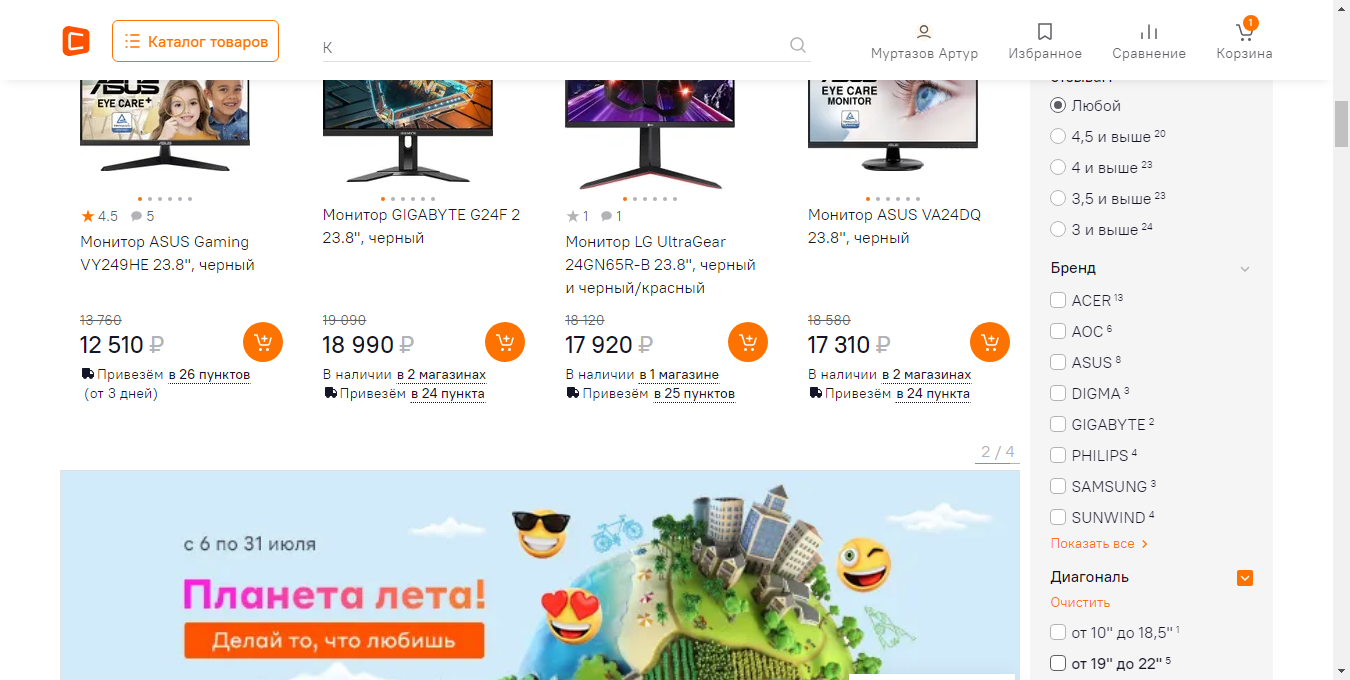 Каталог товаров
К
Муртазов Артур
Избранное
Сравнение
1
Корзина
ASUS
EYE CARE+
GIGABYTE
LG
ASUS
EYE CARE
MONITOR
ASUS
4.5 5
Монитор ASUS Gaming
VY249HE 23.8", черный
13 760
12 510 ₽
Привезём в 26 пунктов
(от 3 дней)
Монитор GIGABYTE G24F 2
23.8", черный
19 090
18 990 ₽
В наличии в 2 магазинах
Привезём в 24 пункта
1 1
Монитор LG UltraGear
24GN65R-B 23.8", черный
и черный/красный
18 120
17 920 ₽
В наличии в 1 магазине
Привезём в 25 пунктов
Монитор ASUS VA24DQ
23.8", черный
18 580
17 310 ₽
В наличии в 2 магазинах
Привезём в 24 пункта
2 / 4
с 6 по 31 июля
Планета лета!
Делай то, что любишь
Любой
4,5 и выше 20
4 и выше 23
3,5 и выше 23
3 и выше 24
Бренд
ACER 13
AOC 6
ASUS 8
DIGMA 3
GIGABYTE 2
PHILIPS 4
SAMSUNG 3
SUNWIND 4
Показать все
Диагональ
Очистить
от 10" до 18,5" 1
от 19" до 22" 5